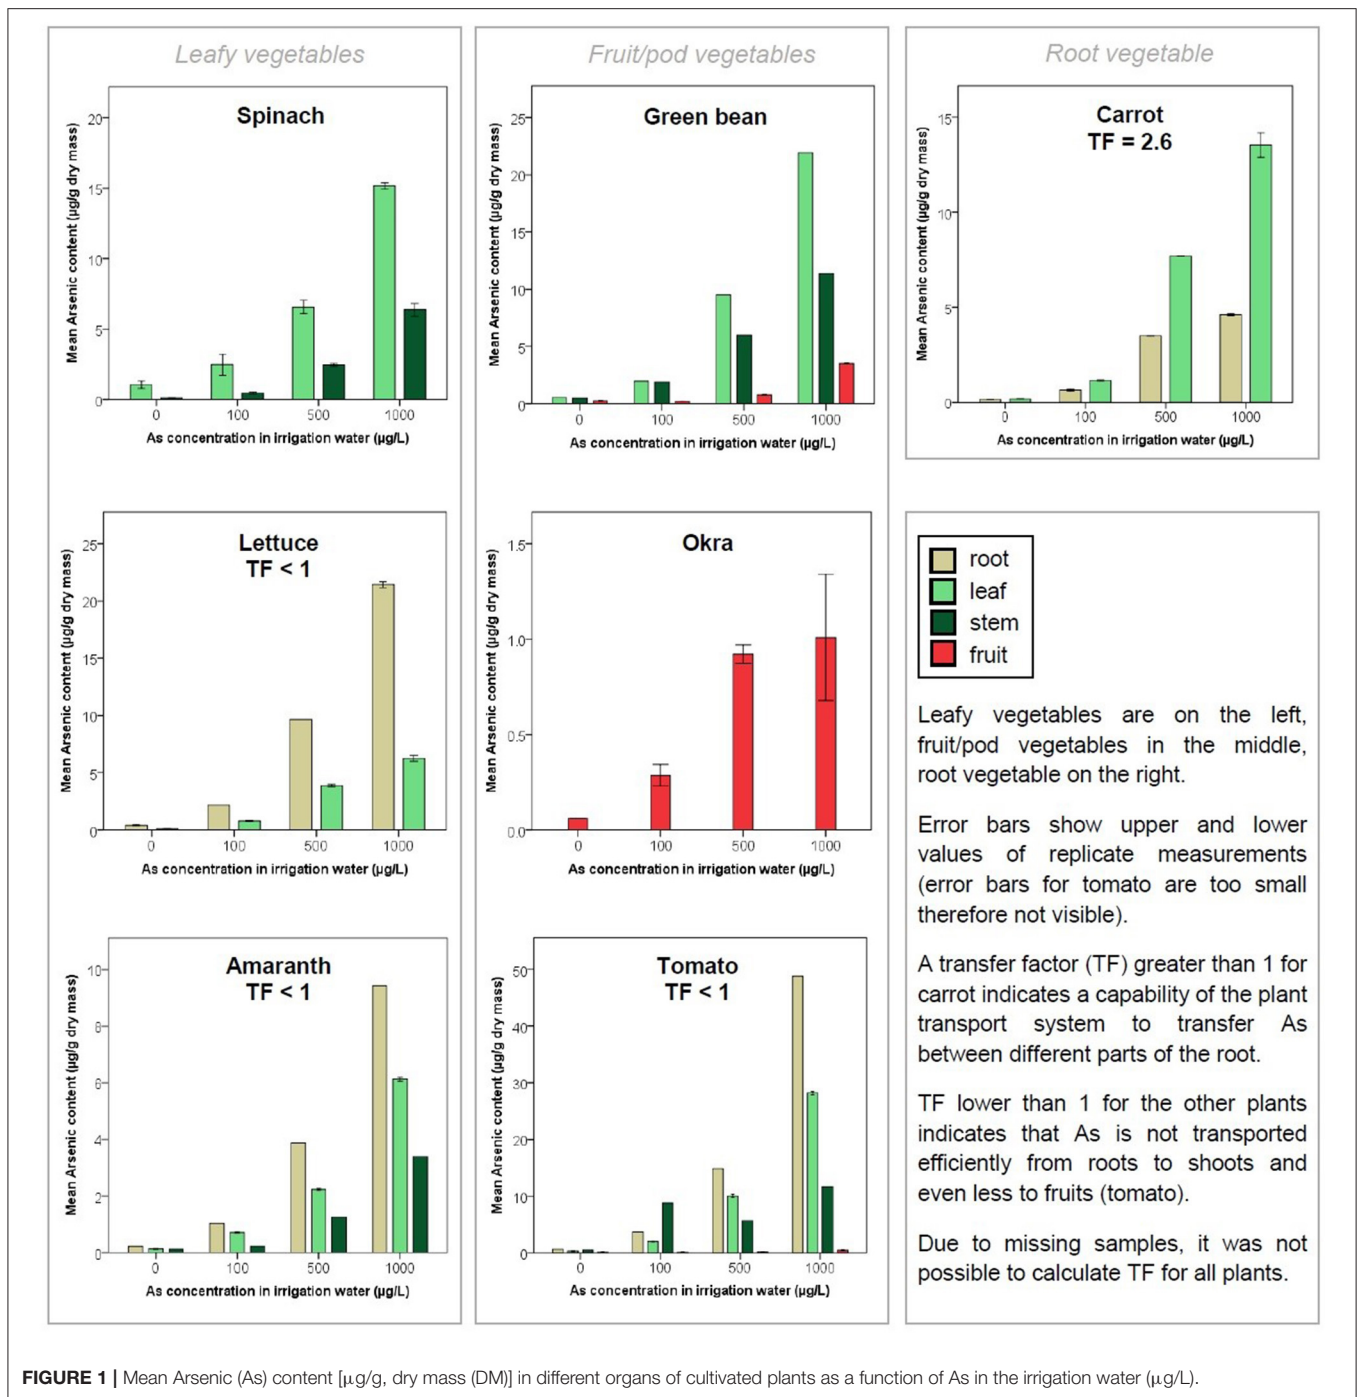 Leafy vegetables
Spinach
Mean Arsenic content (µg/g dry mass)
20
15
10
5
0
0 100 500 1000
As concentration in irrigation water (µg/L)
Lettuce
TF < 1
Mean Arsenic content (µg/g dry mass)
25
20
15
10
5
0
0 100 500 1000
As concentration in irrigation water (µg/L)
Amaranth
TF < 1
Mean Arsenic content (µg/g dry mass)
10
8
6
4
2
0
0 100 500 1000
As concentration in irrigation water (µg/L)
Fruit/pod vegetables
Green bean
Mean Arsenic content (µg/g dry mass)
25
20
15
10
5
0
0 100 500 1000
As concentration in irrigation water (µg/L)
Okra
Mean Arsenic content (µg/g dry mass)
1.5
1.0
0.5
0.0
0 100 500 1000
As concentration in irrigation water (µg/L)
Tomato
TF < 1
Mean Arsenic content (µg/g dry mass)
50
40
30
20
10
0
0 100 500 1000
As concentration in irrigation water (µg/L)
Root vegetable
Carrot
TF = 2.6
Mean Arsenic content (µg/g dry mass)
15
10
5
0
0 100 500 1000
As concentration in irrigation water (µg/L)
root
leaf
stem
fruit
Leafy vegetables are on the left,
fruit/pod vegetables in the middle,
root vegetable on the right.
Error bars show upper and lower
values of replicate measurements
(error bars for tomato are too small
therefore not visible).
A transfer factor (TF) greater than 1 for
carrot indicates a capability of the plant
transport system to transfer As
between different parts of the root.
TF lower than 1 for the other plants
indicates that As is not transported
efficiently from roots to shoots and
even less to fruits (tomato).
Due to missing samples, it was not
possible to calculate TF for all plants.
FIGURE 1 | Mean Arsenic (As) content [µg/g, dry mass (DM)] in different organs of cultivated plants as a function of As in the irrigation water (µg/L).